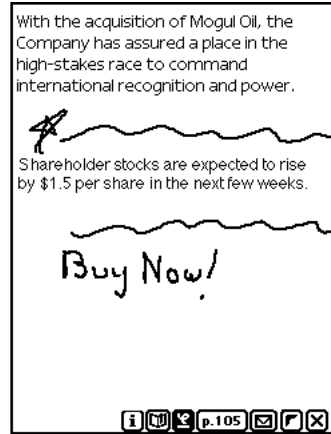 With the acquisition of Mogul Oil, the
Company has assured a place in the
high-stakes race to command
international recognition and power.
Shareholder stocks are expected to rise
by $1.5 per share in the next few weeks.
Buy Now!
i p.105 X